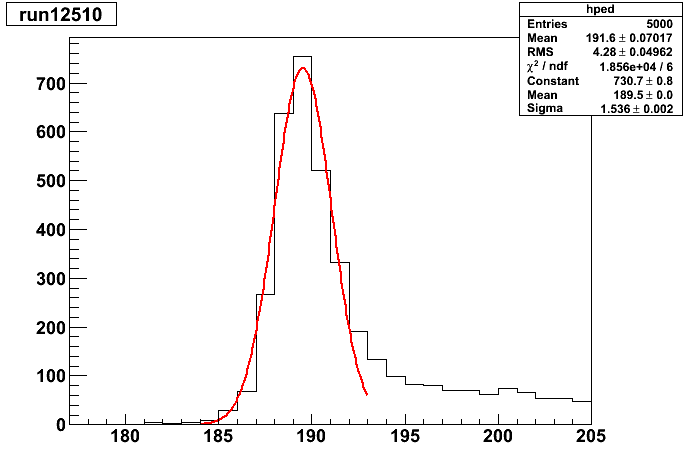 run12510
hped
Entries 5000
Mean 191.6 ± 0.07017
RMS 4.28 ± 0.04962
χ² / ndf 1.856e+04 / 6
Constant 730.7 ± 0.8
Mean 189.5 ± 0.0
Sigma 1.536 ± 0.002
700
600
500
400
300
200
100
0
180 185 190 195 200 205